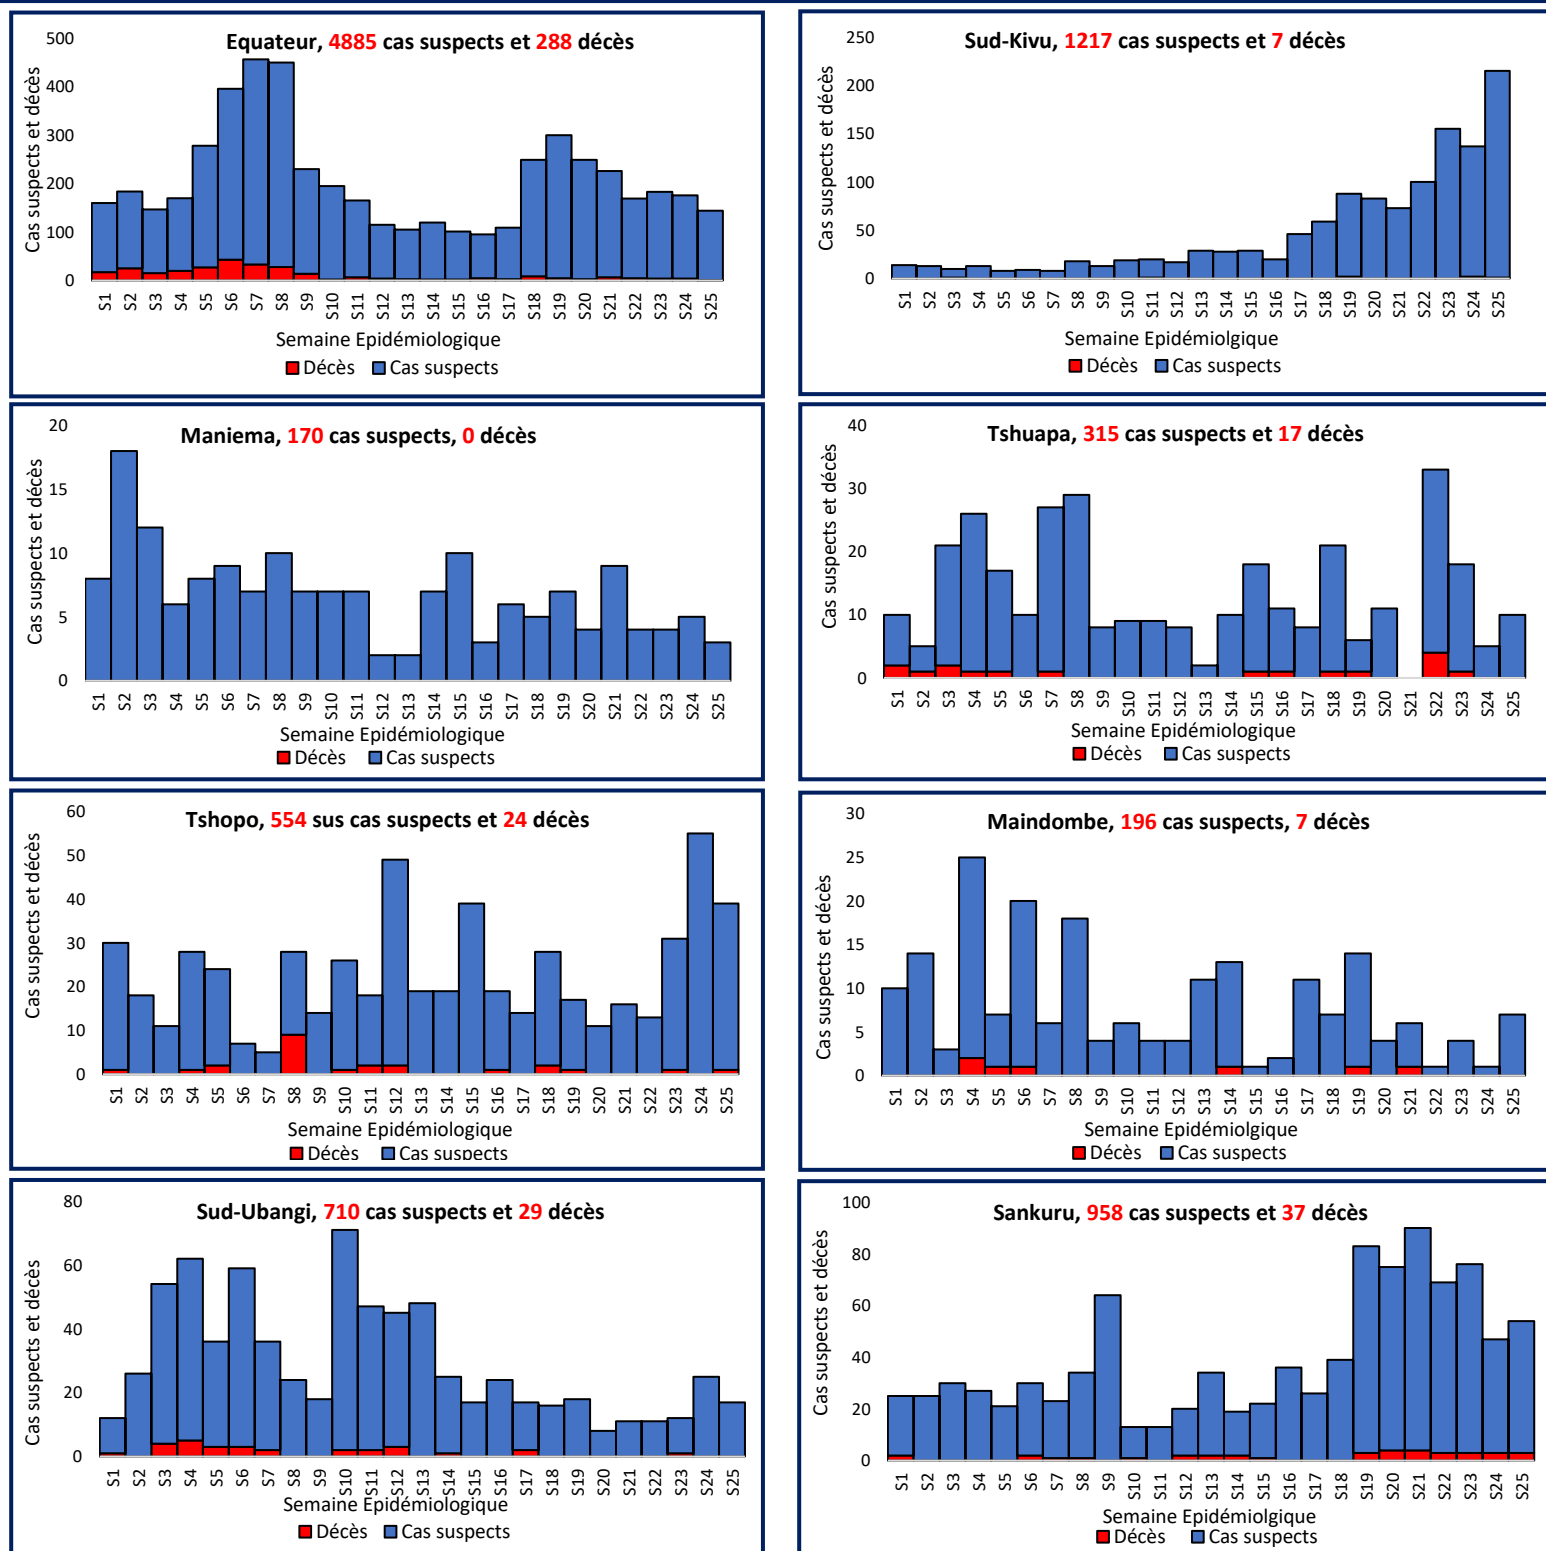 Equateur, 4885 cas suspects et 288 décès
Cas suspects et décès
500
400
300
200
100
0
S1 S2 S3 S4 S5 S6 S7 S8 S9 S10 S11 S12 S13 S14 S15 S16 S17 S18 S19 S20 S21 S22 S23 S24 S25
Semaine Epidémiologique
Décès Cas suspects
Sud-Kivu, 1217 cas suspects et 7 décès
Cas suspects et décès
250
200
150
100
50
0
S1 S2 S3 S4 S5 S6 S7 S8 S9 S10 S11 S12 S13 S14 S15 S16 S17 S18 S19 S20 S21 S22 S23 S24 S25
Semaine Epidémiolgique
Décès Cas suspects
Maniema, 170 cas suspects, 0 décès
Cas suspects et décès
20
15
10
5
0
S1 S2 S3 S4 S5 S6 S7 S8 S9 S10 S11 S12 S13 S14 S15 S16 S17 S18 S19 S20 S21 S22 S23 S24 S25
Semaine Epidémiologique
Décès Cas suspects
Tshuapa, 315 cas suspects et 17 décès
Cas suspects et décès
40
30
20
10
0
S1 S2 S3 S4 S5 S6 S7 S8 S9 S10 S11 S12 S13 S14 S15 S16 S17 S18 S19 S20 S21 S22 S23 S24 S25
Semaine Epidémiologique
Décès Cas suspects
Tshopo, 554 sus cas suspects et 24 décès
Cas suspects et décès
60
50
40
30
20
10
0
S1 S2 S3 S4 S5 S6 S7 S8 S9 S10 S11 S12 S13 S14 S15 S16 S17 S18 S19 S20 S21 S22 S23 S24 S25
Semaine Epidémiologique
Décès Cas suspects
Maindombe, 196 cas suspects, 7 décès
Cas suspects et décès
30
25
20
15
10
5
0
S1 S2 S3 S4 S5 S6 S7 S8 S9 S10 S11 S12 S13 S14 S15 S16 S17 S18 S19 S20 S21 S22 S23 S24 S25
Semaine Epidémiolgique
Décès Cas suspects
Sud-Ubangi, 710 cas suspects et 29 décès
Cas suspects et décès
80
60
40
20
0
S1 S2 S3 S4 S5 S6 S7 S8 S9 S10 S11 S12 S13 S14 S15 S16 S17 S18 S19 S20 S21 S22 S23 S24 S25
Semaine Epidémiologique
Décès Cas suspects
Sankuru, 958 cas suspects et 37 décès
Cas suspects et décès
100
80
60
40
20
0
S1 S2 S3 S4 S5 S6 S7 S8 S9 S10 S11 S12 S13 S14 S15 S16 S17 S18 S19 S20 S21 S22 S23 S24 S25
Semaine Epidémiolgique
Décès Cas suspects